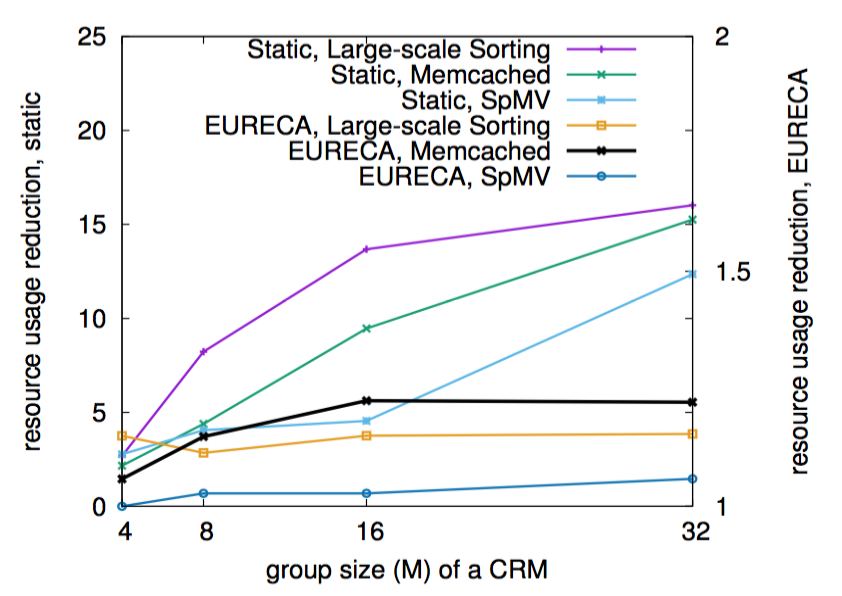 25
20
15
10
5
0
resource usage reduction, static
Static, Large-scale Sorting
Static, Memcached
Static, SpMV
EURECA, Large-scale Sorting
EURECA, Memcached
EURECA, SpMV
2
1.5
1
resource usage reduction, EURECA
4 8 16 32
group size (M) of a CRM